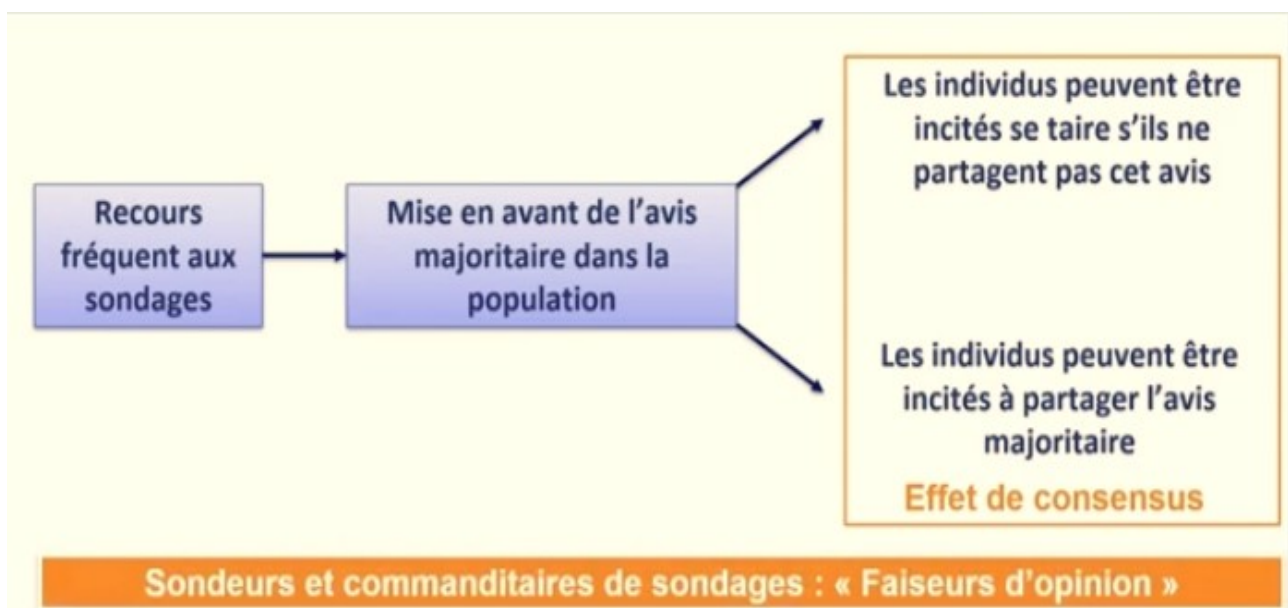 Recours
fréquent aux
sondages
Mise en avant de l'avis
majoritaire dans la
population
Les individus peuvent être
incités se taire s'ils ne
partagent pas cet avis
Les individus peuvent être
incités à partager l'avis
majoritaire
Effet de consensus
Sondeurs et commanditaires de sondages : « Faiseurs d'opinion »